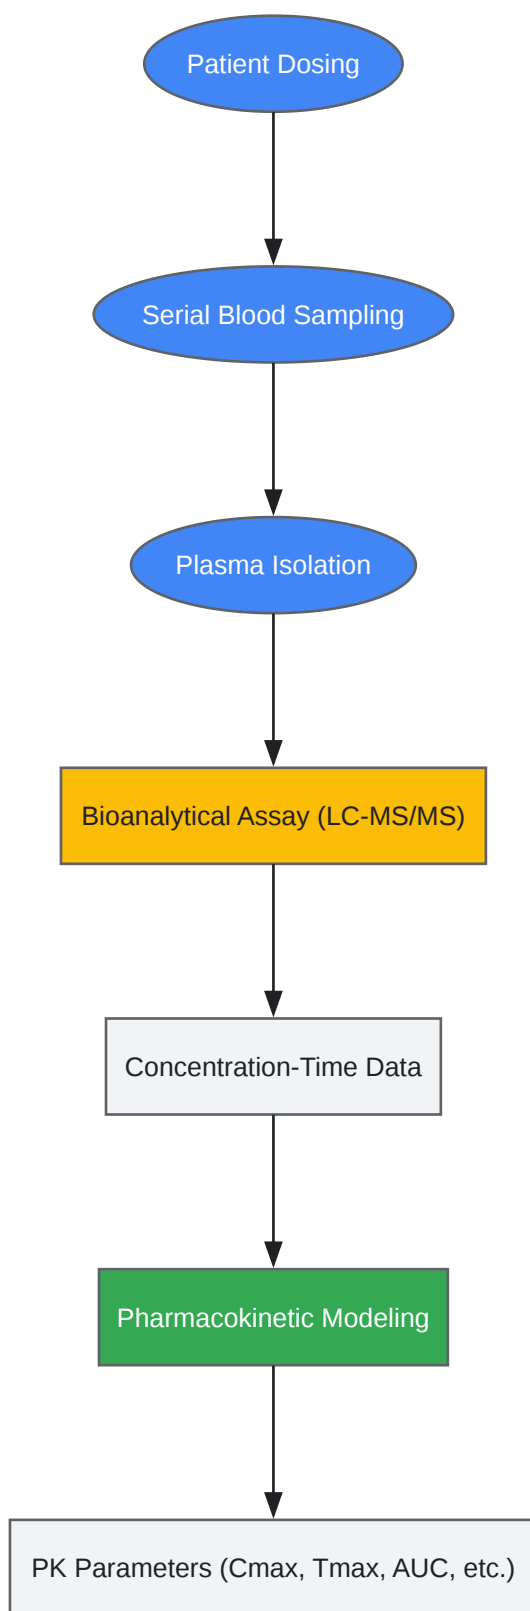 Patient Dosing
Serial Blood Sampling
Plasma Isolation
Bioanalytical Assay (LC-MS/MS)
Concentration-Time Data
Pharmacokinetic Modeling
PK Parameters (Cmax, Tmax, AUC, etc.)